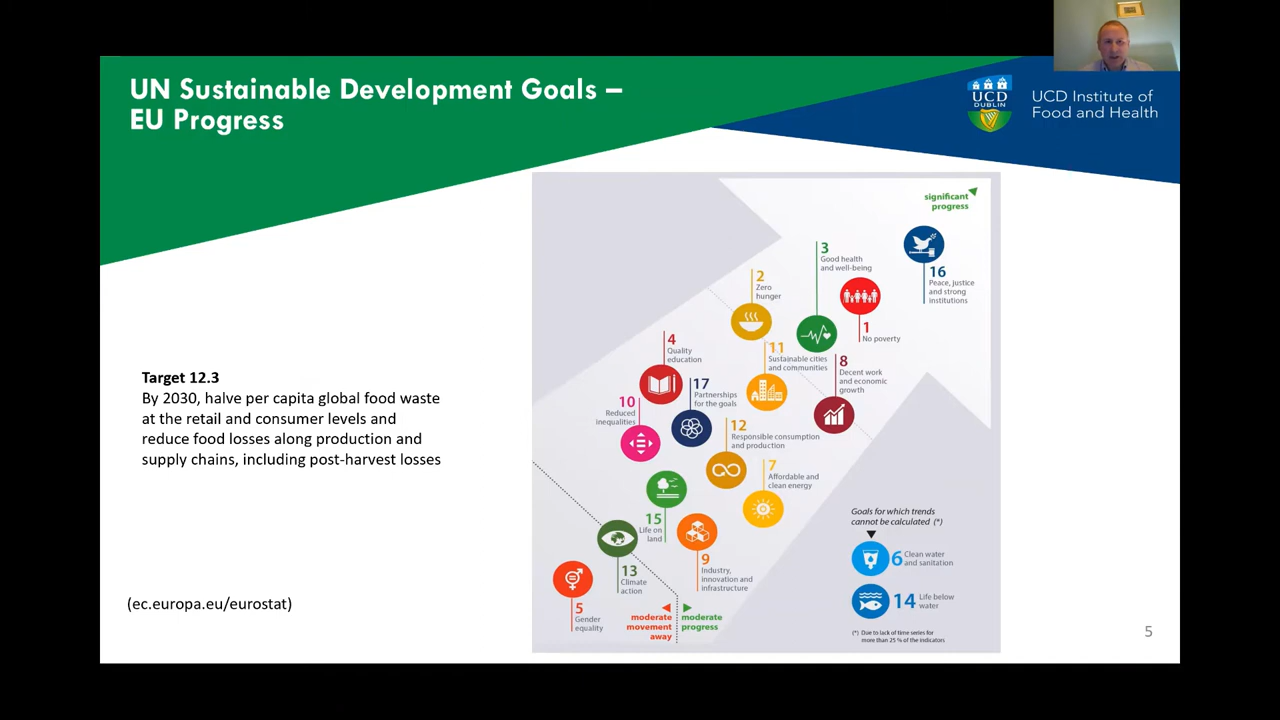 UN Sustainable Development Goals –
EU Progress
UCD
DUBLIN
UCD Institute of
Food and Health
Target 12.3
By 2030, halve per capita global food waste
at the retail and consumer levels and
reduce food losses along production and
supply chains, including post-harvest losses
(ec.europa.eu/eurostat)
significant
progress
16
Peace, justice
and strong
institutions
3
Good health
and well-being
1
No poverty
2
Zero
hunger
11
Sustainable cities
and communities
8
Decent work
and economic
growth
4
Quality
education
17
Partnerships
for the goals
10
Reduced
inequalities
12
Responsible consumption
and production
7
Affordable and
clean energy
15
Life on
land
9
Industry,
innovation and
infrastructure
13
Climate
action
5
Gender
equality
moderate
movement
away
moderate
progress
Goals for which trends
cannot be calculated (*)
6
Clean water
and sanitation
14
Life below
water
(*) Due to lack of time series for
more than 25 % of the indicators
5